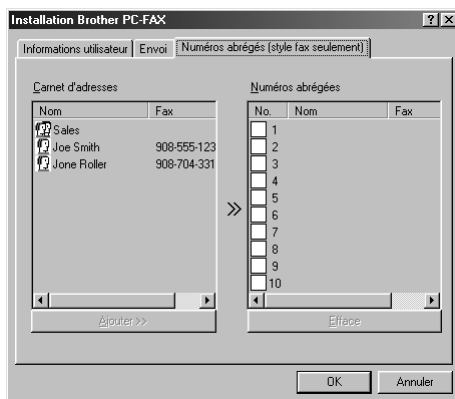 Installation Brother PC-FAX
Informations utilisateur Envoi Numéros abrégés (style fax seulement)
Carnet d'adresses
Nom Fax
Sales
Joe Smith 908-555-123
Jone Roller 908-704-331
Ajouter >>
>>
Numéros abrégées
No. Nom Fax
1
2
3
4
5
6
7
8
9
10
Efface
OK Annuler